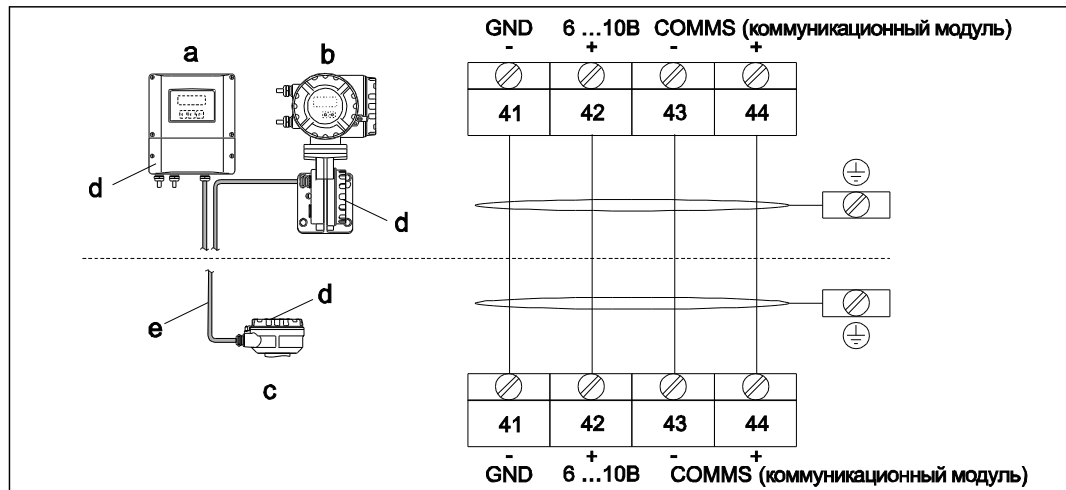 GND 6 ...10В COMMS (коммуникационный модуль)
- + - +
a b
41 42 43 44
d
d
d
e
c
41 42 43 44
- + - +
GND 6 ...10В COMMS (коммуникационный модуль)